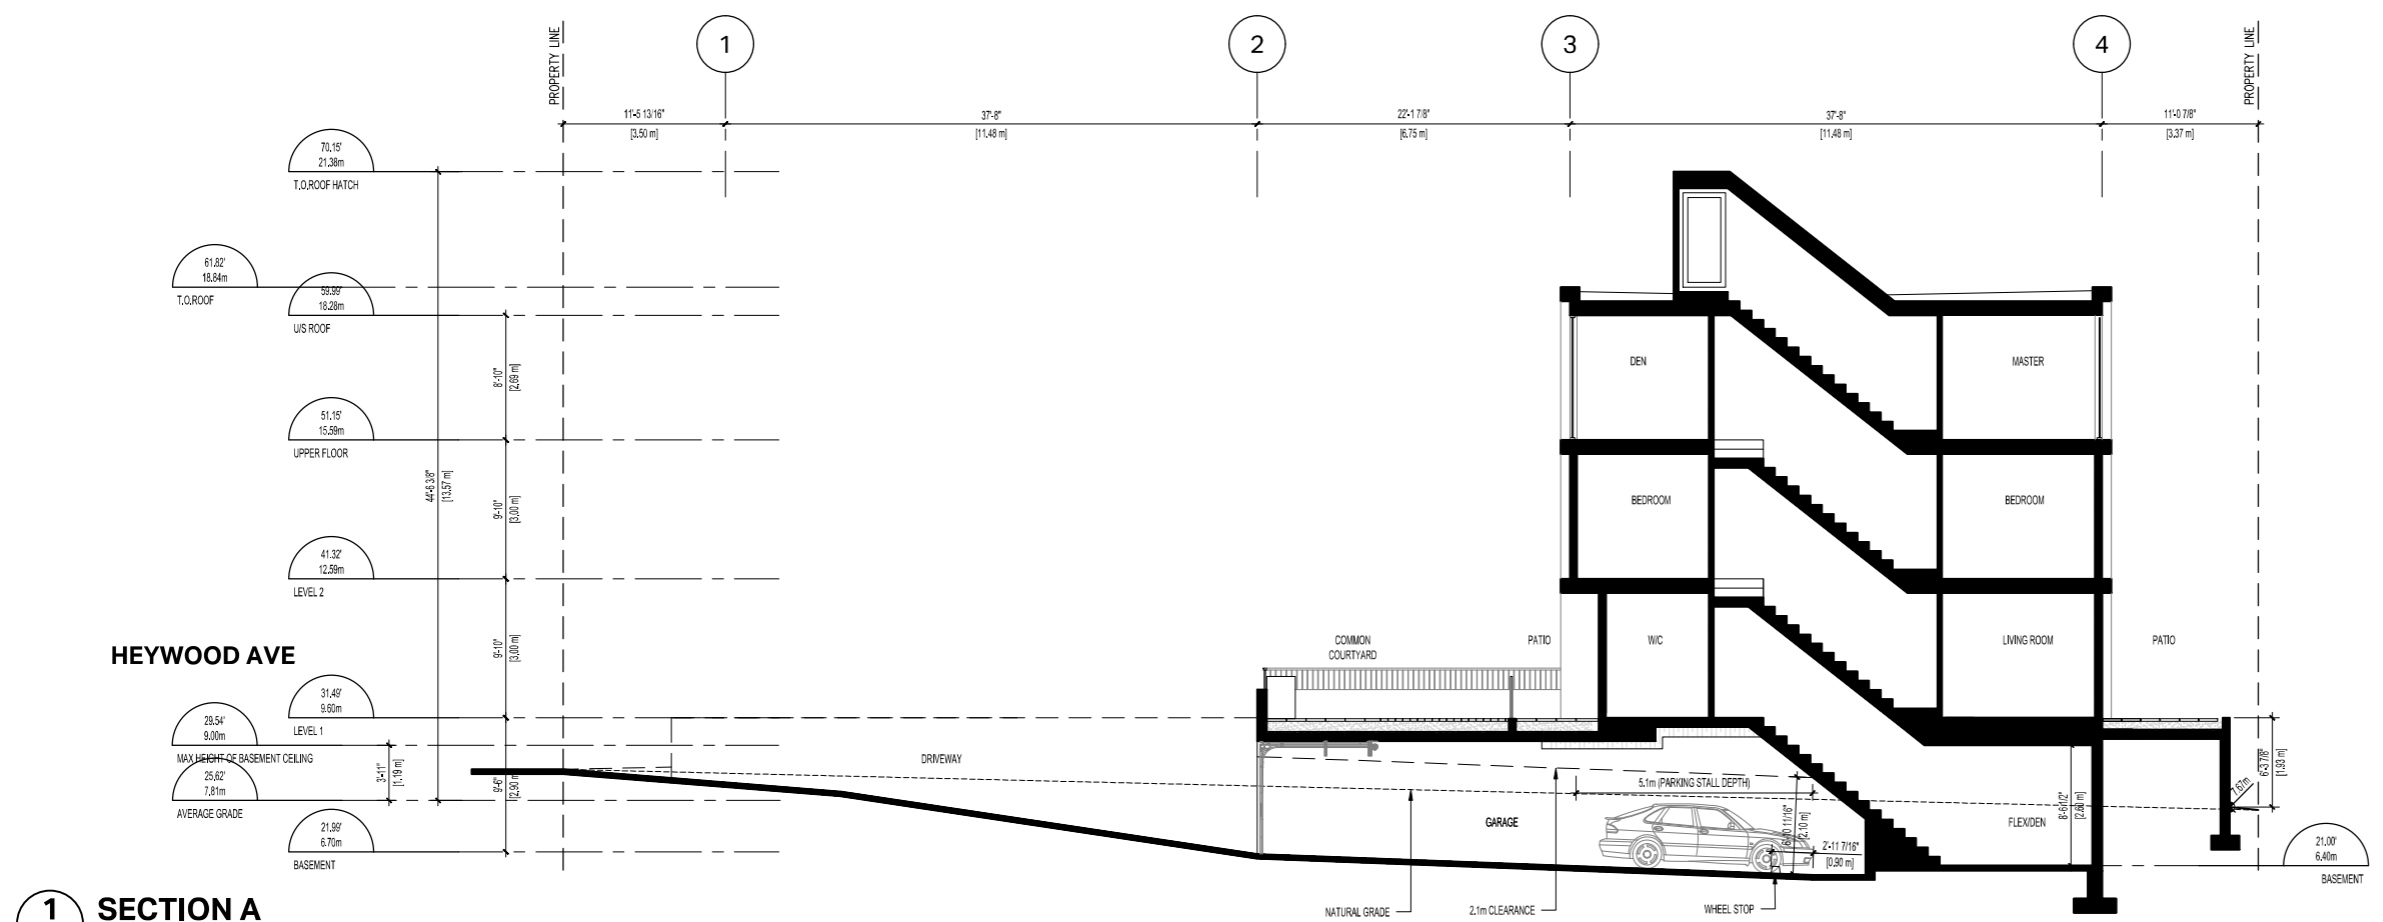 1
2
3
4
PROPERTY LINE
PROPERTY LINE
11'-5 13/16"
[3.50 m]
37'-8"
[11.48 m]
22'-1 7/8"
[6.75 m]
37'-8"
[11.48 m]
11'-0 7/8"
[3.37 m]
70.15'
21.38m
T.O.ROOF HATCH
61.82'
18.84m
T.O.ROOF
59.99'
18.28m
U/S ROOF
8'-10"
[2.69 m]
DEN
MASTER
51.15'
15.59m
UPPER FLOOR
44'-6 3/8"
[13.57 m]
9'-10"
[3.00 m]
BEDROOM
BEDROOM
41.32'
12.59m
LEVEL 2
9'-10"
[3.00 m]
COMMON
COURTYARD
PATIO
W/C
LIVING ROOM
PATIO
HEYWOOD AVE
31.49'
9.60m
LEVEL 1
29.54'
9.00m
MAX HEIGHT OF BASEMENT CEILING
3'-11"
[1.19 m]
9'-6"
[2.90 m]
DRIVEWAY
5.1m (PARKING STALL DEPTH)
6'-3 7/8"
[1.93 m]
7.67m
25.62'
7.81m
AVERAGE GRADE
GARAGE
6'-10 11/16"
[2.10 m]
8'-6 1/2"
[2.60 m]
FLEX/DEN
21.99'
6.70m
BASEMENT
2'-11 7/16"
[0.90 m]
21.00'
6.40m
BASEMENT
NATURAL GRADE
2.1m CLEARANCE
WHEEL STOP
1
SECTION A